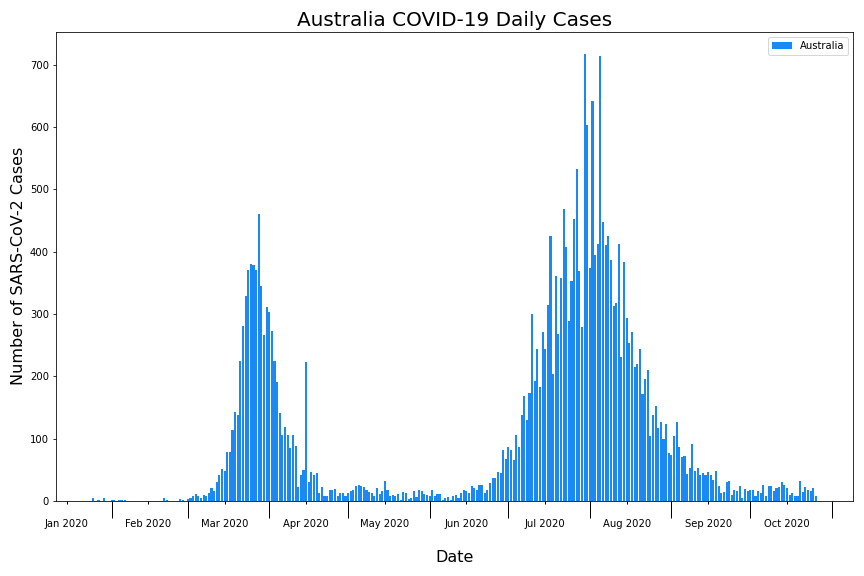 Australia COVID-19 Daily Cases
Australia
700
600
500
400
300
200
100
0
Number of SARS-CoV-2 Cases
Jan 2020 Feb 2020 Mar 2020 Apr 2020 May 2020 Jun 2020 Jul 2020 Aug 2020 Sep 2020 Oct 2020
Date